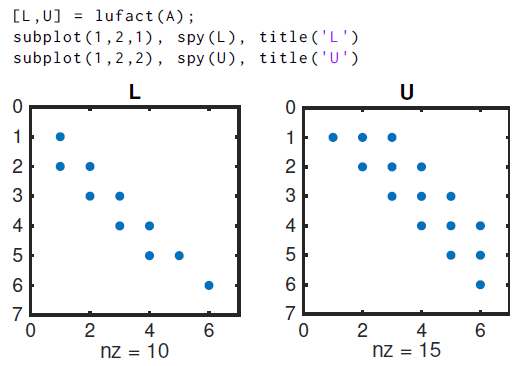 [L,U] = lufact(A);
subplot(1,2,1), spy(L), title('L')
subplot(1,2,2), spy(U), title('U')
L
0
1
2
3
4
5
6
7
0 2 4 6
nz = 10
U
0
1
2
3
4
5
6
7
0 2 4 6
nz = 15